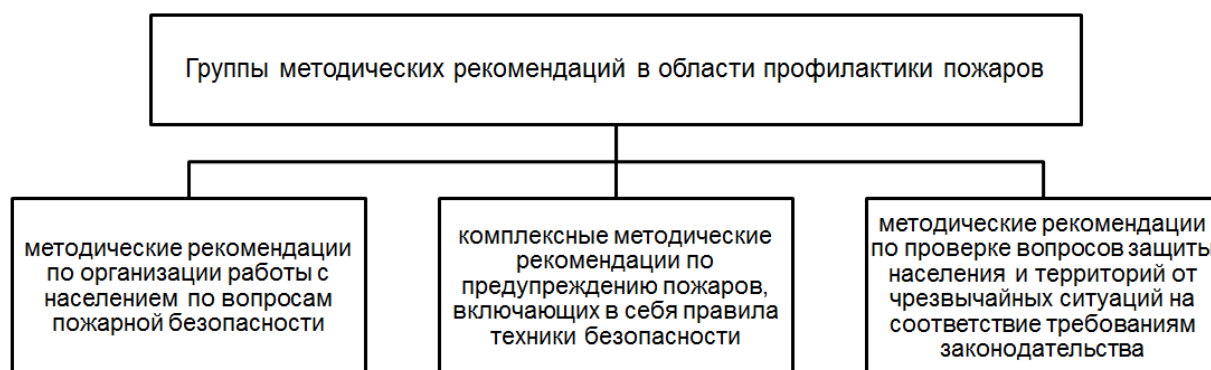 Группы методических рекомендаций в области профилактики пожаров
методические рекомендации
по организации работы с
населением по вопросам
пожарной безопасности
комплексные методические
рекомендации по
предупреждению пожаров,
включающих в себя правила
техники безопасности
методические рекомендации
по проверке вопросов защиты
населения и территорий от
чрезвычайных ситуаций на
соответствие требованиям
законодательства